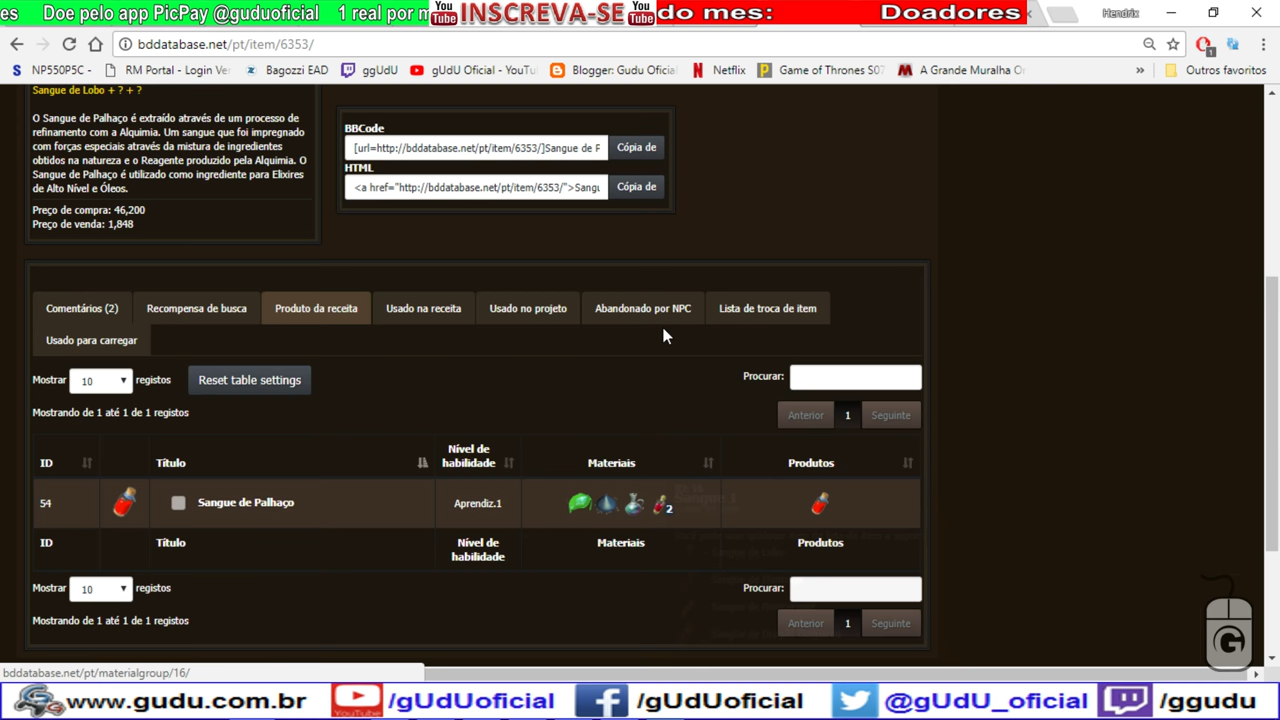 es Doe pelo app PicPay @guduoficial 1 real por m You Tube INSCREVA-SE You Tube do mes: Doadores
Hendrix
bddatabase.net/pt/item/6353/
NP550P5C - RM Portal - Login Ve Bagozzi EAD ggUdU gUdU Oficial - YouTu Blogger: Gudu Oficia Netflix Game of Thrones S07 A Grande Muralha Or » Outros favoritos
Sangue de Lobo + ? + ?
O Sangue de Palhaço é extraído através de um processo de
refinamento com a Alquimia. Um sangue que foi impregnado
com forças especiais através da mistura de ingredientes
obtidos na natureza e o Reagente produzido pela Alquimia. O
Sangue de Palhaço é utilizado como ingrediente para Elixires
de Alto Nível e Óleos.
Preço de compra: 46,200
Preço de venda: 1,848
BBCode
[url=http://bddatabase.net/pt/item/6353/]Sangue de P Cópia de
HTML
<a href="http://bddatabase.net/pt/item/6353/">Sangu Cópia de
Comentários (2) Recompensa de busca Produto da receita Usado na receita Usado no projeto Abandonado por NPC Lista de troca de item
Usado para carregar
Mostrar 10 registos Reset table settings Procurar:
Mostrando de 1 até 1 de 1 registos Anterior 1 Seguinte
ID Título Nível de habilidade Materiais Produtos
54 Sangue de Palhaço Aprendiz.1 2
ID Título Nível de habilidade Materiais Produtos
Mostrar 10 registos Procurar:
Mostrando de 1 até 1 de 1 registos Anterior 1 Seguinte
bddatabase.net/pt/materialgroup/16/
www.gudu.com.br YouTube /gUdUoficial /gUdUoficial @gUdU_oficial /ggudu